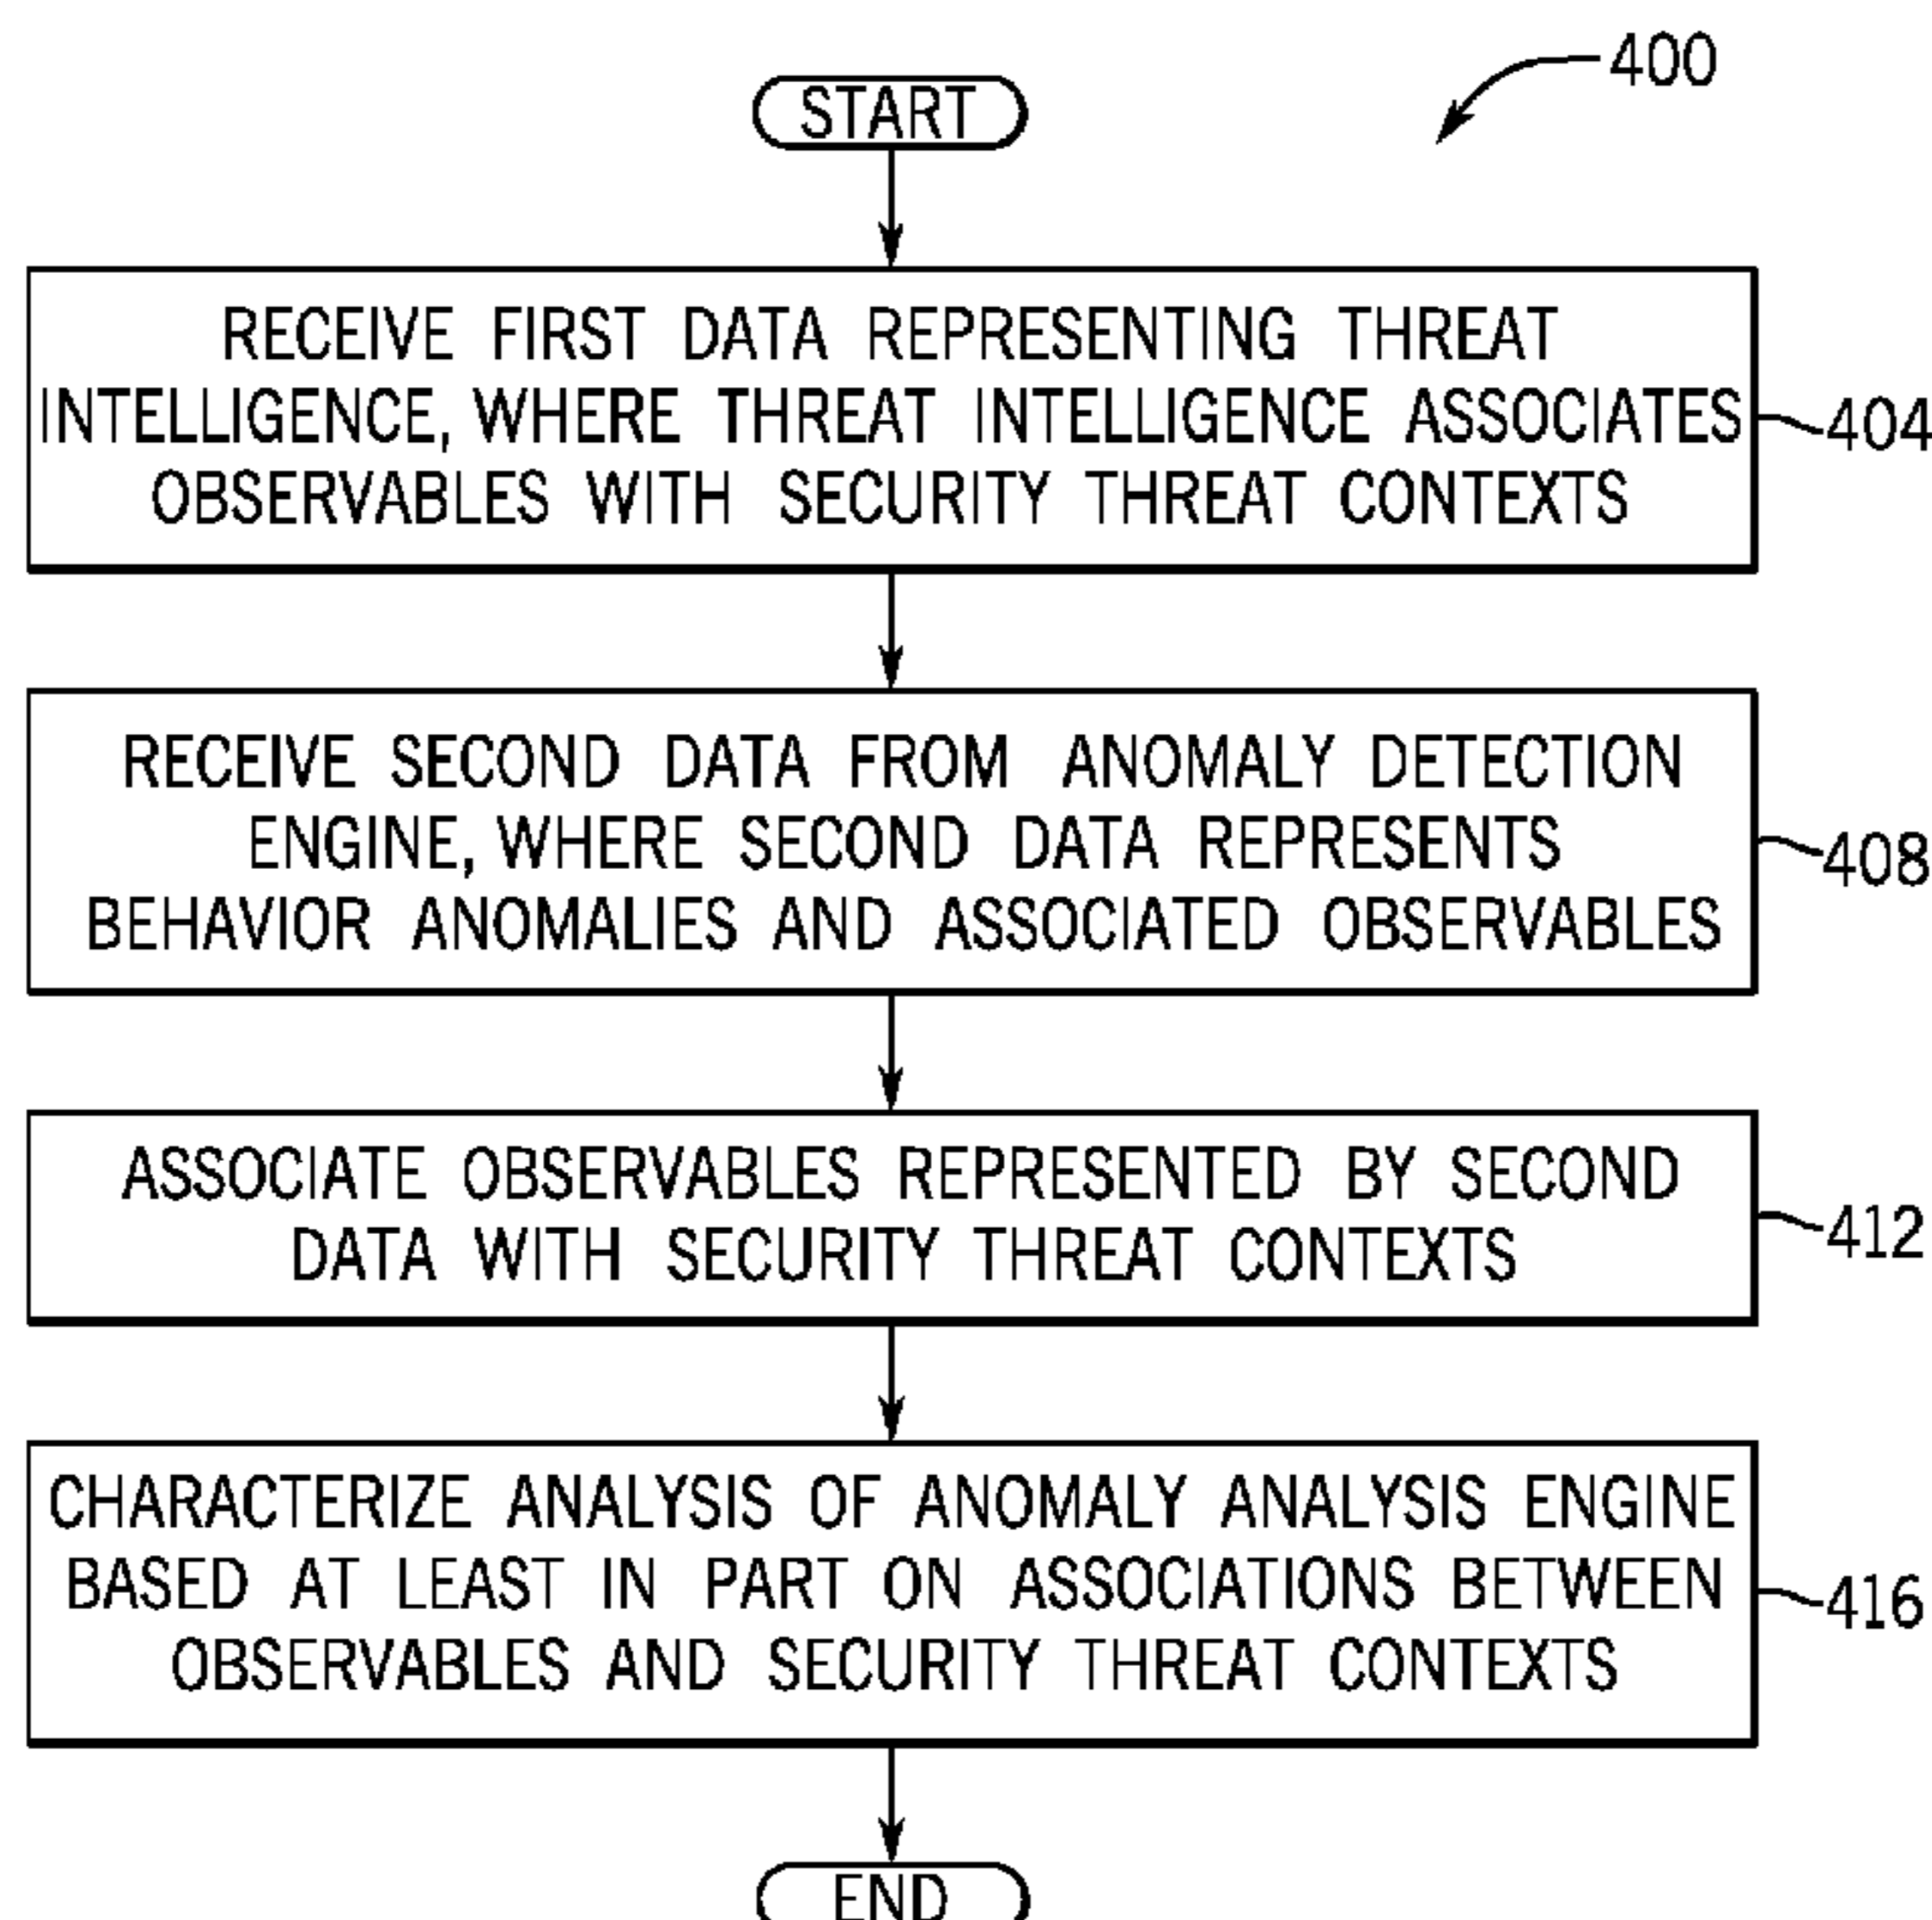 400
START
RECEIVE FIRST DATA REPRESENTING THREAT
INTELLIGENCE, WHERE THREAT INTELLIGENCE ASSOCIATES
OBSERVABLES WITH SECURITY THREAT CONTEXTS
404
RECEIVE SECOND DATA FROM ANOMALY DETECTION
ENGINE, WHERE SECOND DATA REPRESENTS
BEHAVIOR ANOMALIES AND ASSOCIATED OBSERVABLES
408
ASSOCIATE OBSERVABLES REPRESENTED BY SECOND
DATA WITH SECURITY THREAT CONTEXTS
412
CHARACTERIZE ANALYSIS OF ANOMALY ANALYSIS ENGINE
BASED AT LEAST IN PART ON ASSOCIATIONS BETWEEN
OBSERVABLES AND SECURITY THREAT CONTEXTS
416
END